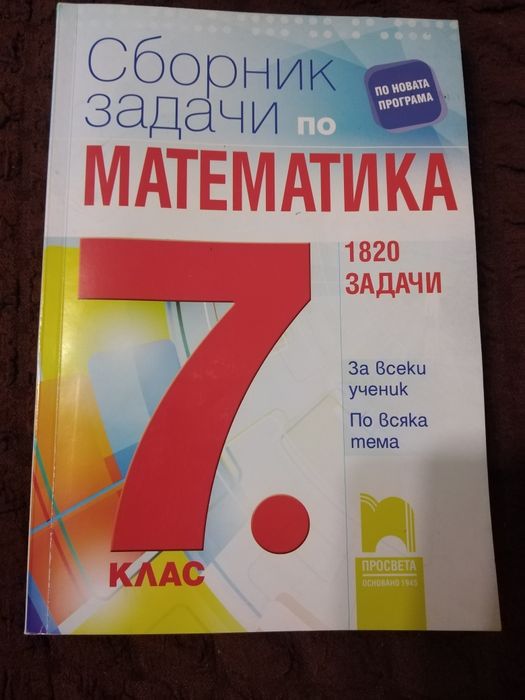 Сборник
задачи по
ПО НОВАТА
ПРОГРАМА
МАТЕМАТИКА
7.
КЛАС
1820
ЗАДАЧИ
За всеки
ученик
По всяка
тема
ПРОСВЕТА
ОСНОВАНО 1945